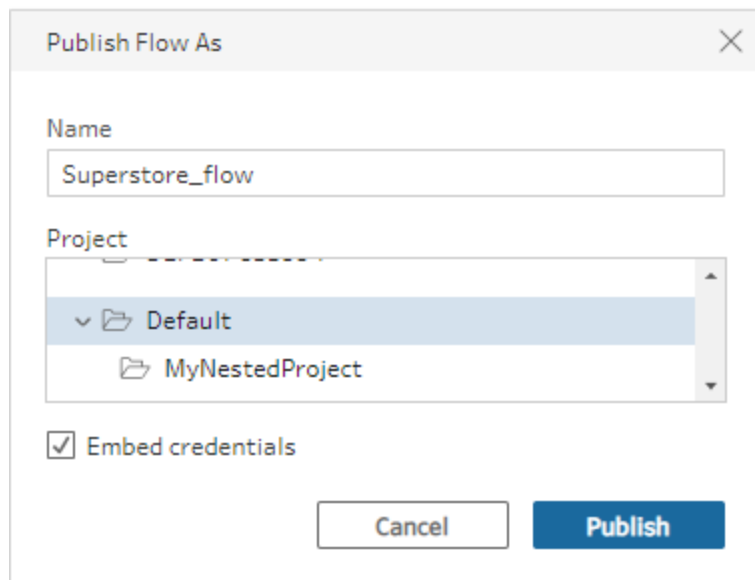 Publish Flow As
Name
Superstore_flow
Project
Default
MyNestedProject
Embed credentials
Cancel
Publish